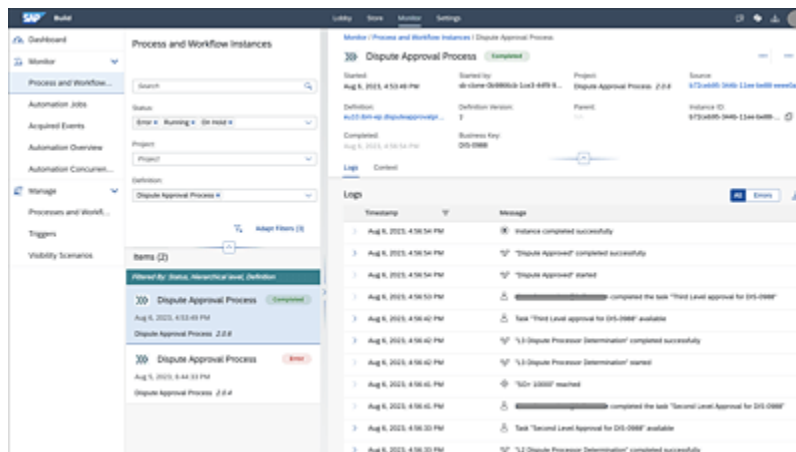 SAP Build
Lobby Store Monitor Settings
Dashboard
Monitor
Process and Workflow...
Automation Jobs
Acquired Events
Automation Overview
Automation Concurren...
Manage
Processes and Workfl...
Triggers
Visibility Scenarios
Process and Workflow Instances
Search
Status:
Error Running On Hold
Project:
Project
Definition:
Dispute Approval Process
Adapt Filters (3)
Items (2)
Filtered By: Status, Hierarchical level, Definition
Dispute Approval Process Completed
Aug 6, 2023, 4:53:49 PM
Dispute Approval Process 2.0.6
Dispute Approval Process Error
Aug 5, 2023, 6:44:33 PM
Dispute Approval Process 2.0.4
Monitor / Process and Workflow Instances / Dispute Approval Process
Dispute Approval Process Completed
Started: Started by: Project: Source:
Aug 6, 2023, 4:53:49 PM Dispute Approval Process 2.0.6
Definition: Definition Version: Parent: Instance ID:
Completed: Business Key:
Aug 6, 2023, 4:56:54 PM DIS-0988
Logs Context
Logs
All Errors
Timestamp Message
Aug 6, 2023, 4:56:54 PM Instance completed successfully
Aug 6, 2023, 4:56:54 PM "Dispute Approved" completed successfully
Aug 6, 2023, 4:56:54 PM "Dispute Approved" started
Aug 6, 2023, 4:56:53 PM completed the task "Third Level approval for DIS-0988"
Aug 6, 2023, 4:56:42 PM Task "Third Level approval for DIS-0988" available
Aug 6, 2023, 4:56:42 PM "L3 Dispute Processor Determination" completed successfully
Aug 6, 2023, 4:56:42 PM "L3 Dispute Processor Determination" started
Aug 6, 2023, 4:56:41 PM reached
Aug 6, 2023, 4:56:41 PM completed the task "Second Level Approval for DIS-0988"
Aug 6, 2023, 4:56:33 PM Task "Second Level Approval for DIS-0988" available
Aug 6, 2023, 4:56:33 PM "L2 Dispute Processor Determination" completed successfully